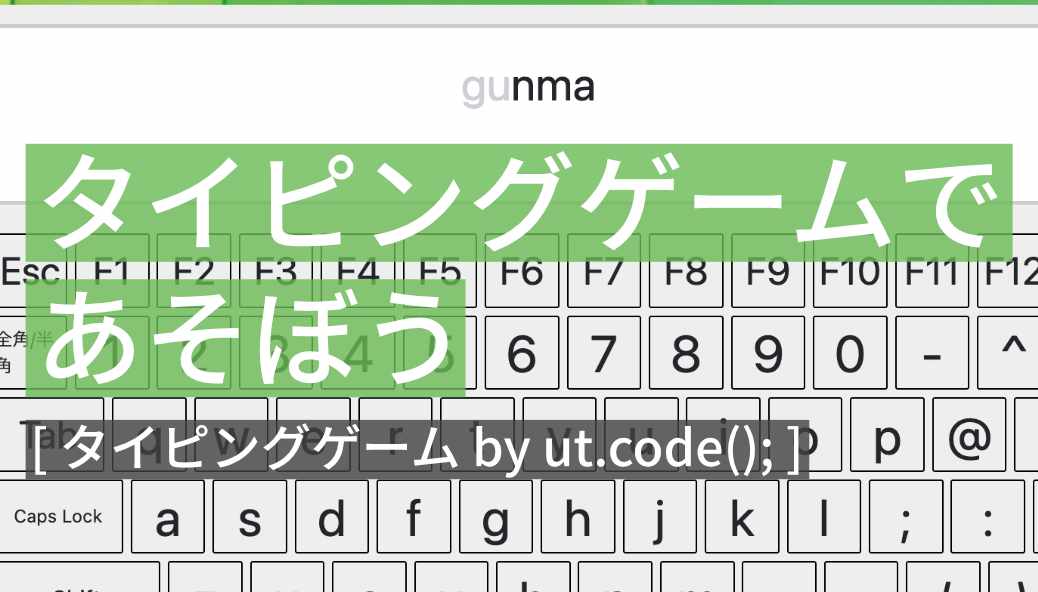 gunma
タイピングゲームで
Esc F1 F2 F3 F4 F5 F6 F7 F8 F9 F10 F11 F12
あそぼう
全角/半角 1 2 3 4 5 6 7 8 9 0 - ^
[ タイピングゲーム by ut.code(); ]
Tab q w e r t y u i o p @
Caps Lock a s d f g h j k l ; :